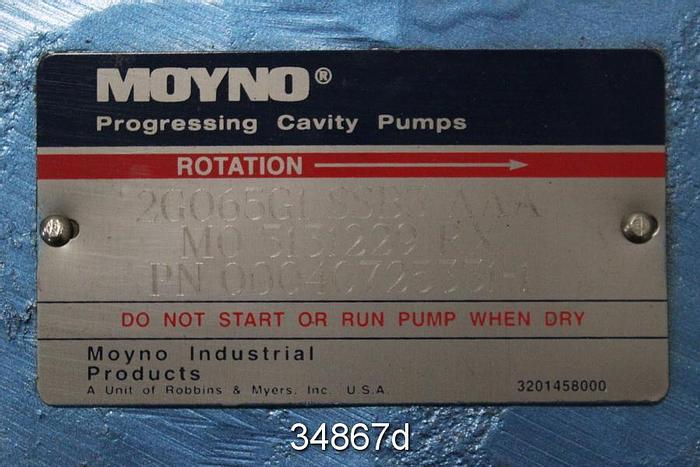 MOYNO®
Progressing Cavity Pumps
ROTATION
2G065G1 AAA
MO
PN
DO NOT START OR RUN PUMP WHEN DRY
Moyno Industrial
Products
A Unit of Robbins & Myers, Inc. U.S.A.
3201458000
34867d